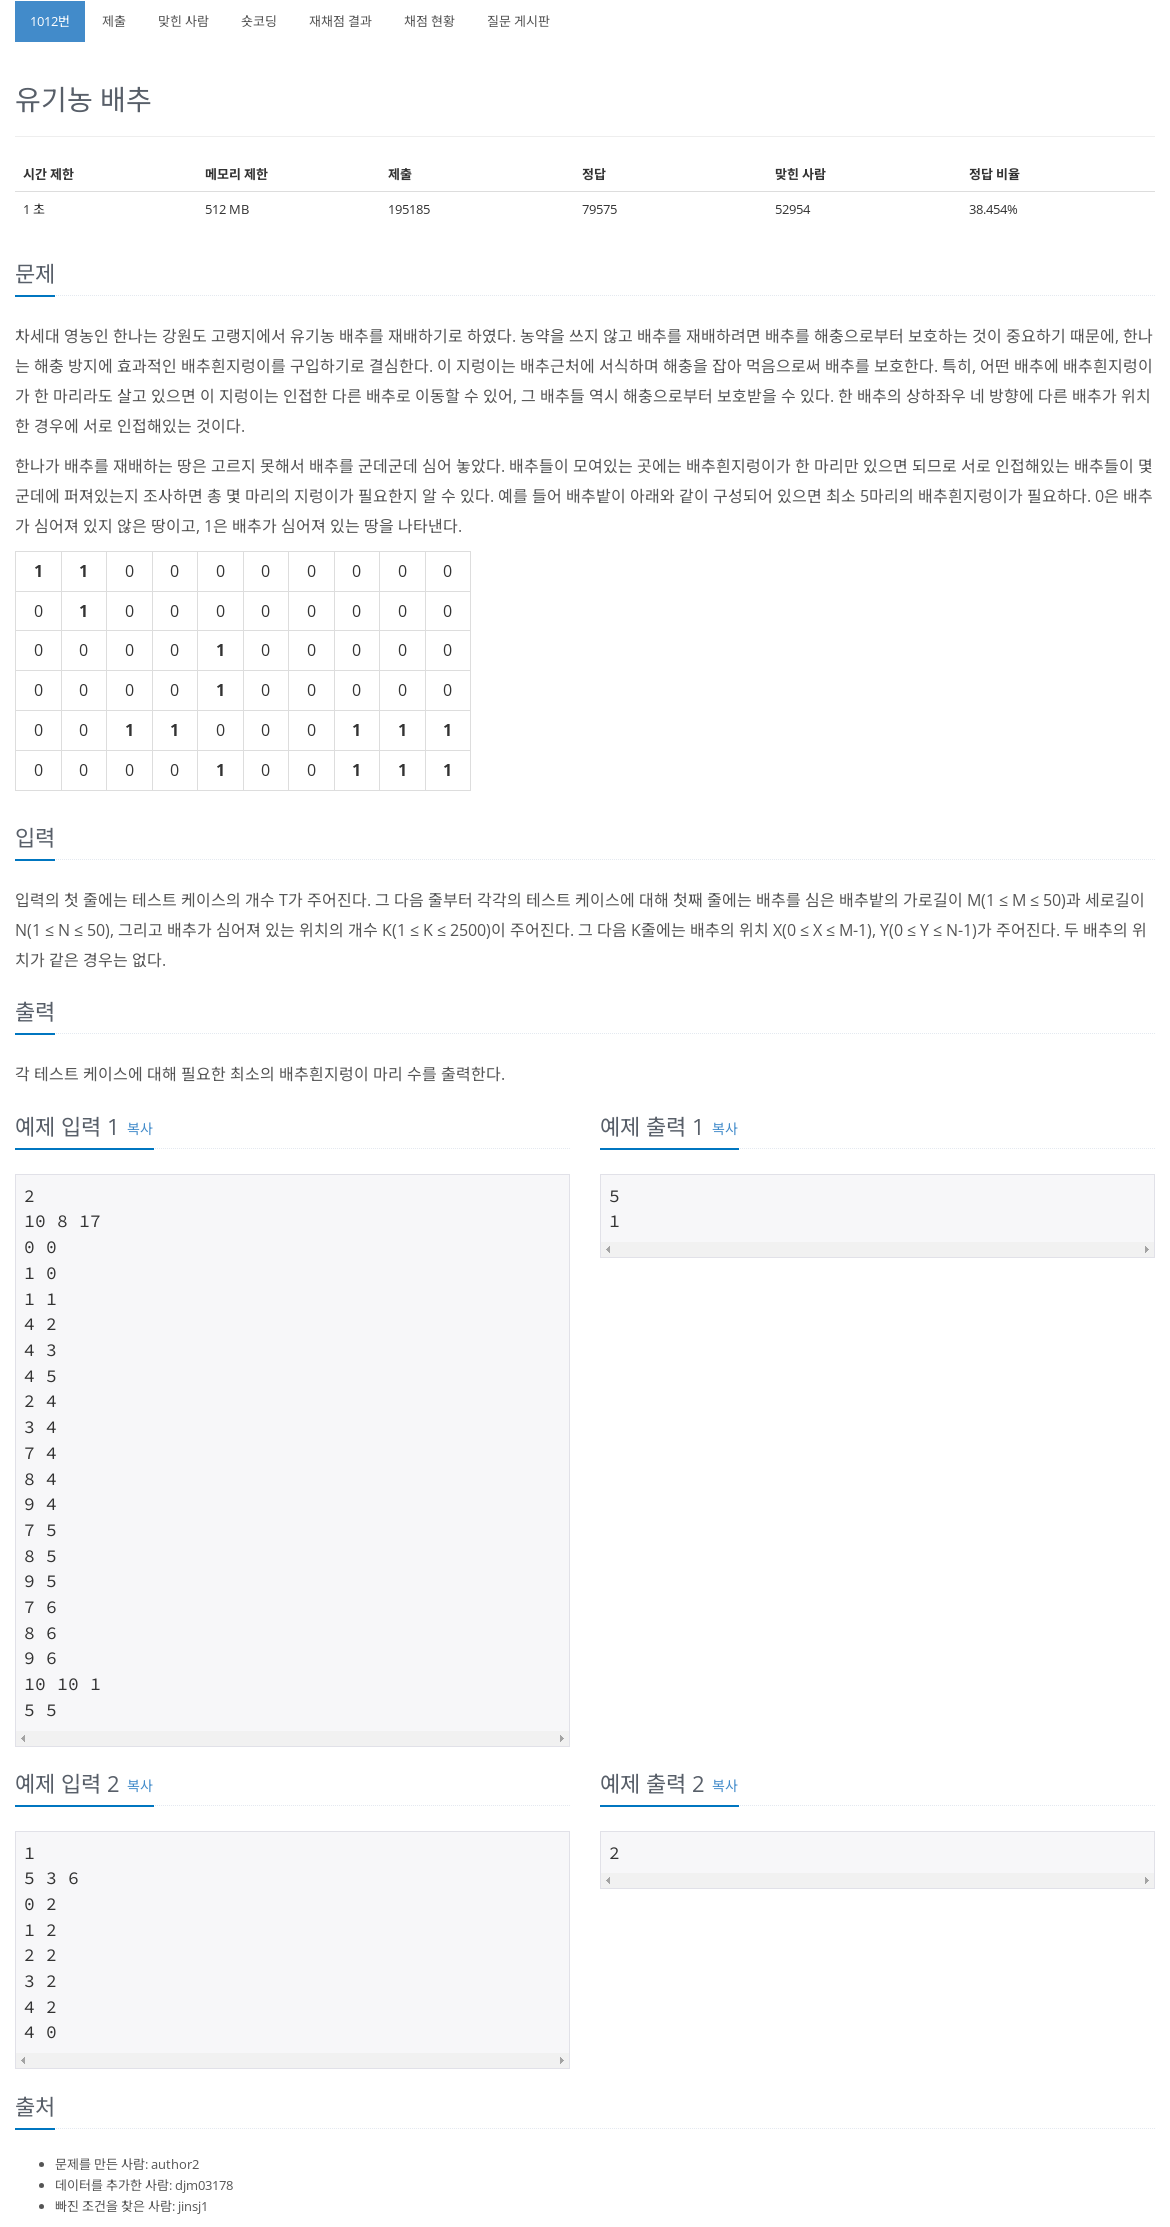 1012번 제출 맞힌 사람 숏코딩 재채점 결과 채점 현황 질문 게시판
유기농 배추
시간 제한 메모리 제한 제출 정답 맞힌 사람 정답 비율
1 초 512 MB 195185 79575 52954 38.454%
문제
차세대 영농인 한나는 강원도 고랭지에서 유기농 배추를 재배하기로 하였다. 농약을 쓰지 않고 배추를 재배하려면 배추를 해충으로부터 보호하는 것이 중요하기 때문에, 한나
는 해충 방지에 효과적인 배추흰지렁이를 구입하기로 결심한다. 이 지렁이는 배추근처에 서식하며 해충을 잡아 먹음으로써 배추를 보호한다. 특히, 어떤 배추에 배추흰지렁이
가 한 마리라도 살고 있으면 이 지렁이는 인접한 다른 배추로 이동할 수 있어, 그 배추들 역시 해충으로부터 보호받을 수 있다. 한 배추의 상하좌우 네 방향에 다른 배추가 위치
한 경우에 서로 인접해있는 것이다.
한나가 배추를 재배하는 땅은 고르지 못해서 배추를 군데군데 심어 놓았다. 배추들이 모여있는 곳에는 배추흰지렁이가 한 마리만 있으면 되므로 서로 인접해있는 배추들이 몇
군데에 퍼져있는지 조사하면 총 몇 마리의 지렁이가 필요한지 알 수 있다. 예를 들어 배추밭이 아래와 같이 구성되어 있으면 최소 5마리의 배추흰지렁이가 필요하다. 0은 배추
가 심어져 있지 않은 땅이고, 1은 배추가 심어져 있는 땅을 나타낸다.
1 1 0 0 0 0 0 0 0 0
0 1 0 0 0 0 0 0 0 0
0 0 0 0 1 0 0 0 0 0
0 0 0 0 1 0 0 0 0 0
0 0 1 1 0 0 0 1 1 1
0 0 0 0 1 0 0 1 1 1
입력
입력의 첫 줄에는 테스트 케이스의 개수 T가 주어진다. 그 다음 줄부터 각각의 테스트 케이스에 대해 첫째 줄에는 배추를 심은 배추밭의 가로길이 M(1 ≤ M ≤ 50)과 세로길이
N(1 ≤ N ≤ 50), 그리고 배추가 심어져 있는 위치의 개수 K(1 ≤ K ≤ 2500)이 주어진다. 그 다음 K줄에는 배추의 위치 X(0 ≤ X ≤ M-1), Y(0 ≤ Y ≤ N-1)가 주어진다. 두 배추의 위
치가 같은 경우는 없다.
출력
각 테스트 케이스에 대해 필요한 최소의 배추흰지렁이 마리 수를 출력한다.
예제 입력 1 복사
2
10 8 17
0 0
1 0
1 1
4 2
4 3
4 5
2 4
3 4
7 4
8 4
9 4
7 5
8 5
9 5
7 6
8 6
9 6
10 10 1
5 5
예제 출력 1 복사
5
1
예제 입력 2 복사
1
5 3 6
0 2
1 2
2 2
3 2
4 2
4 0
예제 출력 2 복사
2
출처
문제를 만든 사람: author2
데이터를 추가한 사람: djm03178
빠진 조건을 찾은 사람: jinsj1